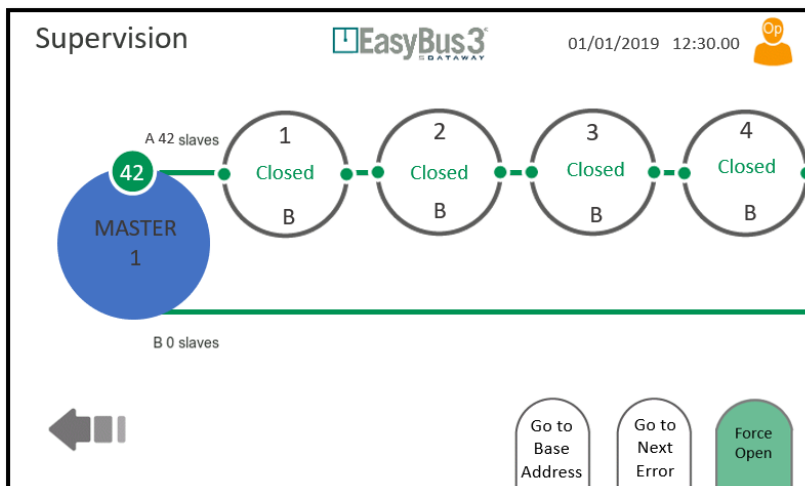 Supervision
EasyBus3
DATAWAY
01/01/2019 12:30.00
Op
A 42 slaves
42
MASTER
1
1
Closed
B
2
Closed
B
3
Closed
B
4
Closed
B
B 0 slaves
Go to
Base
Address
Go to
Next
Error
Force
Open